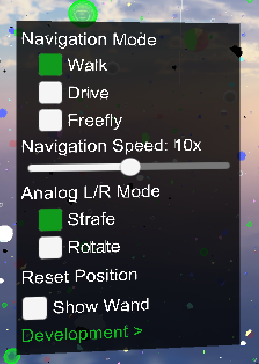 Navigation Mode
Walk
Drive
Freefly
Navigation Speed: 10x
Analog L/R Mode
Strafe
Rotate
Reset Position
Show Wand
Development >